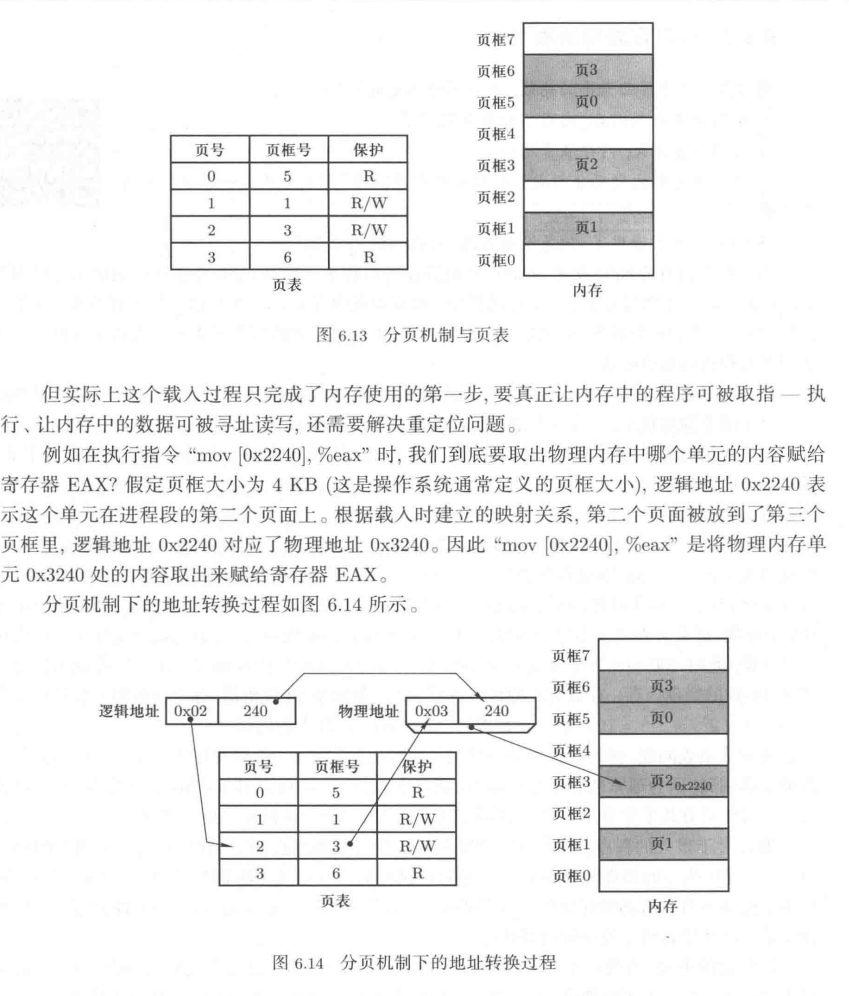 页框7
页框6 页3
页框5 页0
页框4
页框3 页2
页框2
页框1 页1
页框0
内存
页号 页框号 保护
0 5 R
1 1 R/W
2 3 R/W
3 6 R
页表
图 6.13 分页机制与页表
但实际上这个载入过程只完成了内存使用的第一步, 要真正让内存中的程序可被取指 — 执
行、让内存中的数据可被寻址读写, 还需要解决重定位问题。
例如在执行指令 “mov [0x2240], %eax” 时, 我们到底要取出物理内存中哪个单元的内容赋给
寄存器 EAX? 假定页框大小为 4 KB (这是操作系统通常定义的页框大小), 逻辑地址 0x2240 表
示这个单元在进程段的第二个页面上。根据载入时建立的映射关系, 第二个页面被放到了第三个
页框里, 逻辑地址 0x2240 对应了物理地址 0x3240。因此 “mov [0x2240], %eax” 是将物理内存单
元 0x3240 处的内容取出来赋给寄存器 EAX。
分页机制下的地址转换过程如图 6.14 所示。
逻辑地址 0x02 240
物理地址 0x03 240
页号 页框号 保护
0 5 R
1 1 R/W
2 3 R/W
3 6 R
页表
页框7
页框6 页3
页框5 页0
页框4
页框3 页2 0x2240
页框2
页框1 页1
页框0
内存
图 6.14 分页机制下的地址转换过程